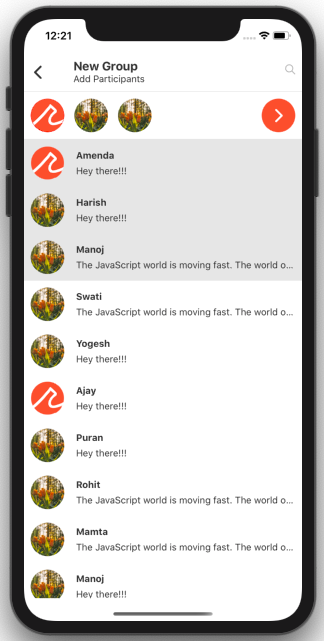 12:21
New Group
Add Participants
Amenda
Hey there!!!
Harish
Hey there!!!
Manoj
The JavaScript world is moving fast. The world o...
Swati
The JavaScript world is moving fast. The world o...
Yogesh
Hey there!!!
Ajay
Hey there!!!
Puran
Hey there!!!
Rohit
The JavaScript world is moving fast. The world o...
Mamta
The JavaScript world is moving fast. The world o...
Manoj
Hey there!!!